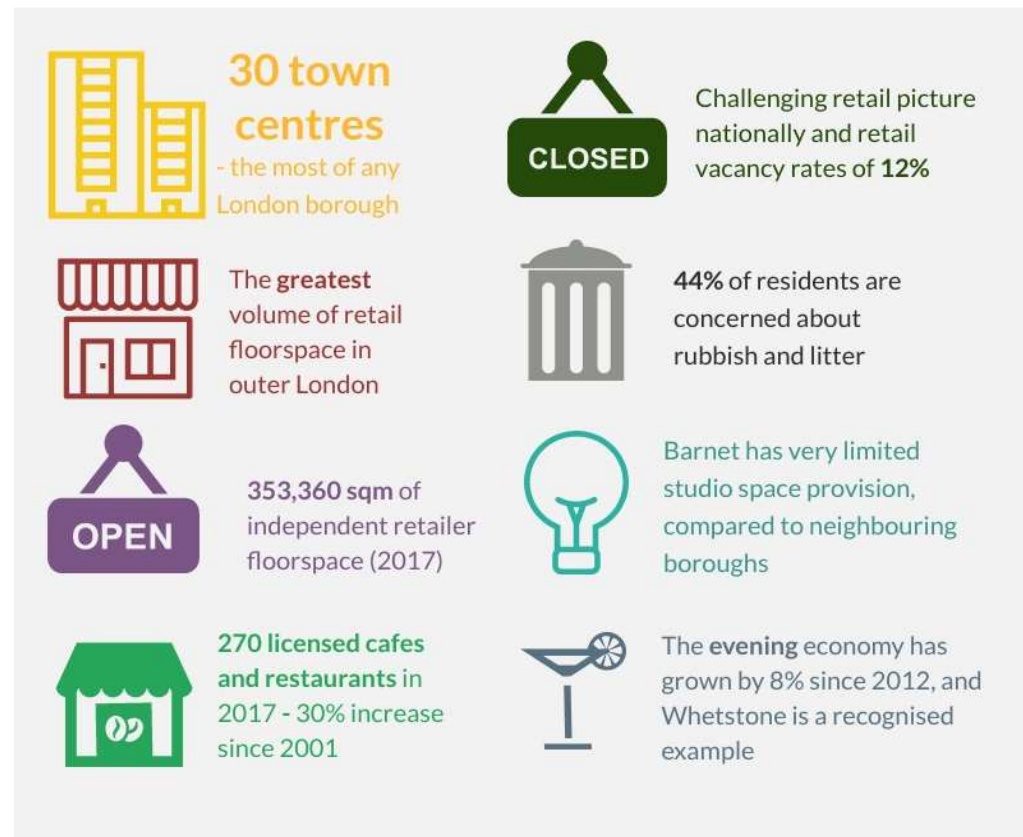 30 town
centres
- the most of any
London borough
CLOSED
Challenging retail picture
nationally and retail
vacancy rates of 12%
The greatest
volume of retail
floorspace in
outer London
44% of residents are
concerned about
rubbish and litter
OPEN
353,360 sqm of
independent retailer
floorspace (2017)
Barnet has very limited
studio space provision,
compared to neighbouring
boroughs
270 licensed cafes
and restaurants in
2017 - 30% increase
since 2001
The evening economy has
grown by 8% since 2012, and
Whetstone is a recognised
example